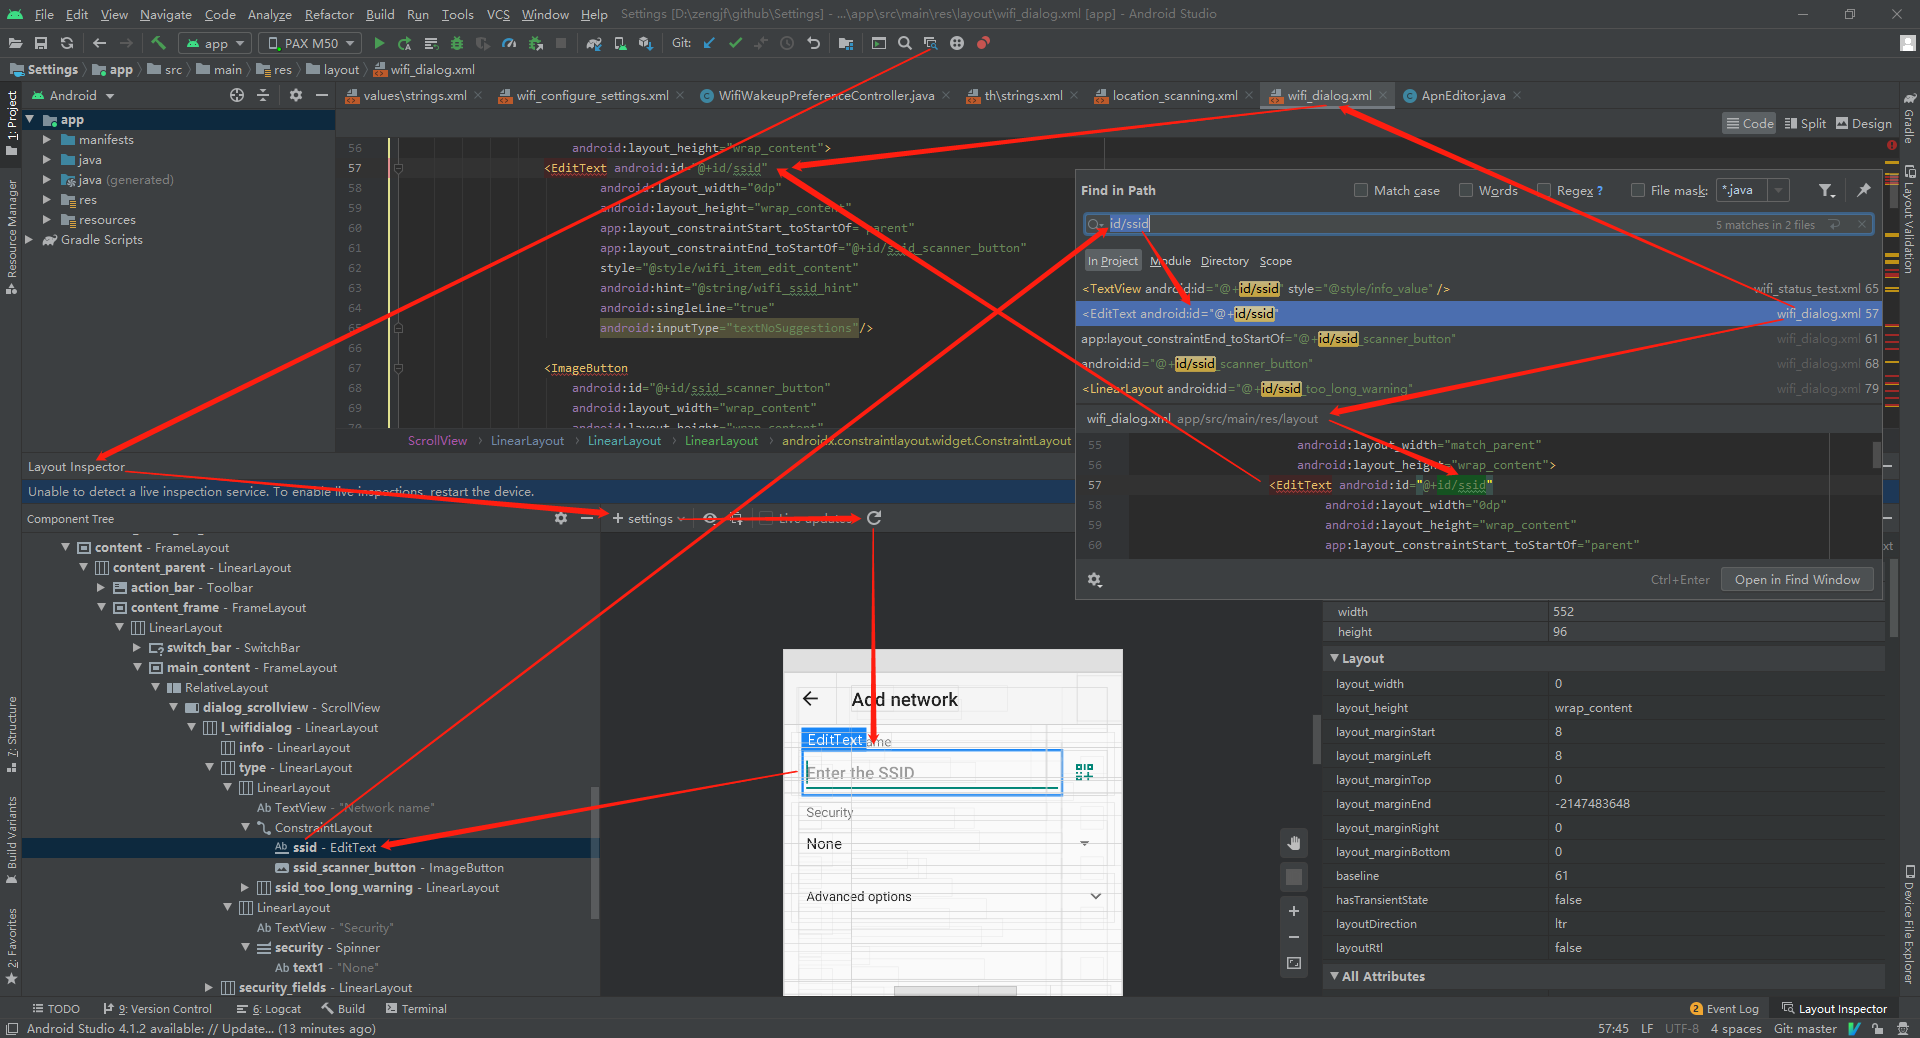 File Edit View Navigate Code Analyze Refactor Build Run Tools VCS Window Help Settings [D:\zengjf\github\Settings] - ...\app\src\main\res\layout\wifi_dialog.xml [app] - Android Studio
app PAX M50 Git:
Settings app src main res layout wifi_dialog.xml
Android values\strings.xml wifi_configure_settings.xml WifiWakeupPreferenceController.java th\strings.xml location_scanning.xml wifi_dialog.xml ApnEditor.java
Code Split Design
1: Project
Resource Manager
7: Structure
Build Variants
2: Favorites
Gradle
Layout Validation
Device File Explorer
app
manifests
java
java (generated)
res
resources
Gradle Scripts
56 android:layout_height="wrap_content">
57 <EditText android:id="@+id/ssid"
58 android:layout_width="0dp"
59 android:layout_height="wrap_content"
60 app:layout_constraintStart_toStartOf="parent"
61 app:layout_constraintEnd_toStartOf="@+id/ssid_scanner_button"
62 style="@style/wifi_item_edit_content"
63 android:hint="@string/wifi_ssid_hint"
64 android:singleLine="true"
65 android:inputType="textNoSuggestions"/>
66
67 <ImageButton
68 android:id="@+id/ssid_scanner_button"
69 android:layout_width="wrap_content"
70 android:layout_height="wrap_content"
ScrollView LinearLayout LinearLayout LinearLayout androidx.constraintlayout.widget.ConstraintLayout
Find in Path Match case Words Regex ? File mask: *.java
id/ssid 5 matches in 2 files
In Project Module Directory Scope
<TextView android:id="@+id/ssid" style="@style/info_value" /> wifi_status_test.xml 65
<EditText android:id="@+id/ssid" wifi_dialog.xml 57
app:layout_constraintEnd_toStartOf="@+id/ssid_scanner_button" wifi_dialog.xml 61
android:id="@+id/ssid_scanner_button" wifi_dialog.xml 68
<LinearLayout android:id="@+id/ssid_too_long_warning" wifi_dialog.xml 79
wifi_dialog.xml app/src/main/res/layout
55 android:layout_width="match_parent"
56 android:layout_height="wrap_content">
57 <EditText android:id="@+id/ssid"
58 android:layout_width="0dp"
59 android:layout_height="wrap_content"
60 app:layout_constraintStart_toStartOf="parent"
Ctrl+Enter Open in Find Window
Layout Inspector
Unable to detect a live inspection service. To enable live inspections, restart the device.
Component Tree
settings Live updates
content - FrameLayout
content_parent - LinearLayout
action_bar - Toolbar
content_frame - FrameLayout
LinearLayout
switch_bar - SwitchBar
main_content - FrameLayout
RelativeLayout
dialog_scrollview - ScrollView
l_wifidialog - LinearLayout
info - LinearLayout
type - LinearLayout
LinearLayout
Ab TextView - "Network name"
ConstraintLayout
Ab ssid - EditText
ssid_scanner_button - ImageButton
ssid_too_long_warning - LinearLayout
LinearLayout
Ab TextView - "Security"
security - Spinner
Ab text1 - "None"
security_fields - LinearLayout
Add network
EditText
Enter the SSID
Security
None
Advanced options
width 552
height 96
Layout
layout_width 0
layout_height wrap_content
layout_marginStart 8
layout_marginLeft 8
layout_marginTop 0
layout_marginEnd -2147483648
layout_marginRight 0
layout_marginBottom 0
baseline 61
hasTransientState false
layoutDirection ltr
layoutRtl false
All Attributes
TODO 9: Version Control 6: Logcat Build Terminal 2 Event Log Layout Inspector
Android Studio 4.1.2 available: // Update... (13 minutes ago) 57:45 LF UTF-8 4 spaces Git: master